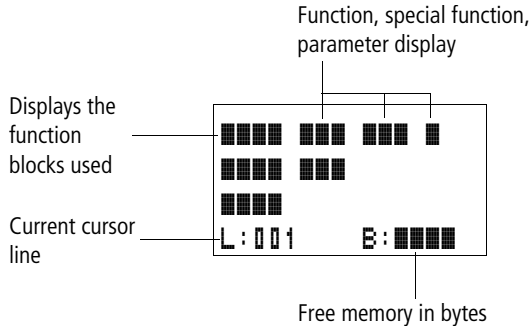 Function, special function,
parameter display
Displays the
function
blocks used
Current cursor
line
L:001 B:
Free memory in bytes